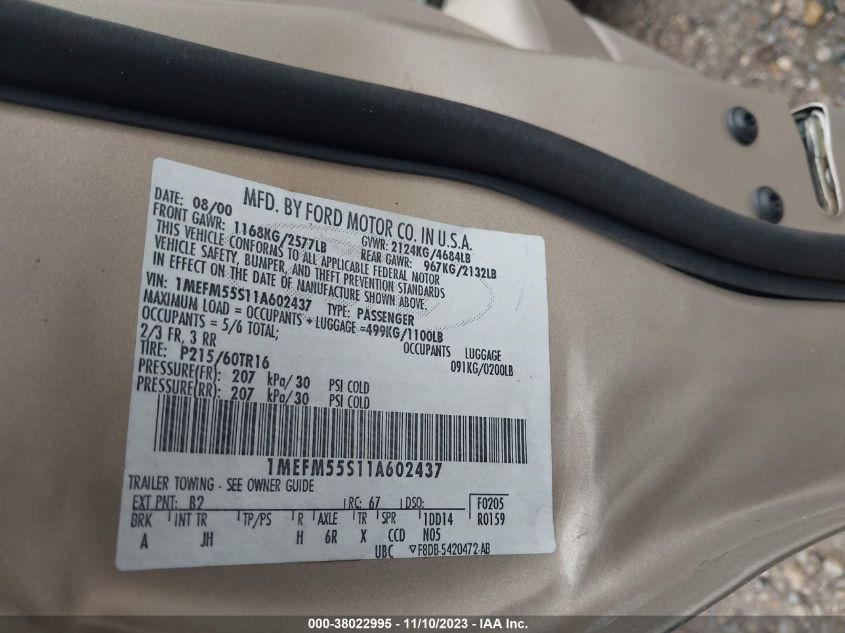 MFD. BY FORD MOTOR CO. IN U.S.A.
DATE: 08/00 GVWR: 2124KG/4684LB
FRONT GAWR: 1168KG/2577LB REAR GAWR: 967KG/2132LB
THIS VEHICLE CONFORMS TO ALL APPLICABLE FEDERAL MOTOR
VEHICLE SAFETY, BUMPER, AND THEFT PREVENTION STANDARDS
IN EFFECT ON THE DATE OF MANUFACTURE SHOWN ABOVE.
VIN: 1MEFM55S11A602437 TYPE: PASSENGER
MAXIMUM LOAD = OCCUPANTS + LUGGAGE =499KG/1100LB
OCCUPANTS = 5/6 TOTAL; OCCUPANTS LUGGAGE
2/3 FR, 3 RR 091KG/0200LB
TIRE: P215/60TR16
PRESSURE(FR): 207 kPa/30 PSI COLD
PRESSURE(RR): 207 kPa/30 PSI COLD
1MEFM55S11A602437
TRAILER TOWING - SEE OWNER GUIDE
EXT PNT: B2 RC: 67 DSO: F0205
BRK INT TR TP/PS R AXLE TR SPR 1DD14 R0159
A JH H 6R X CCD N05
UBC F8DB-5420472-AB
000-38022995 - 11/10/2023 - IAA Inc.